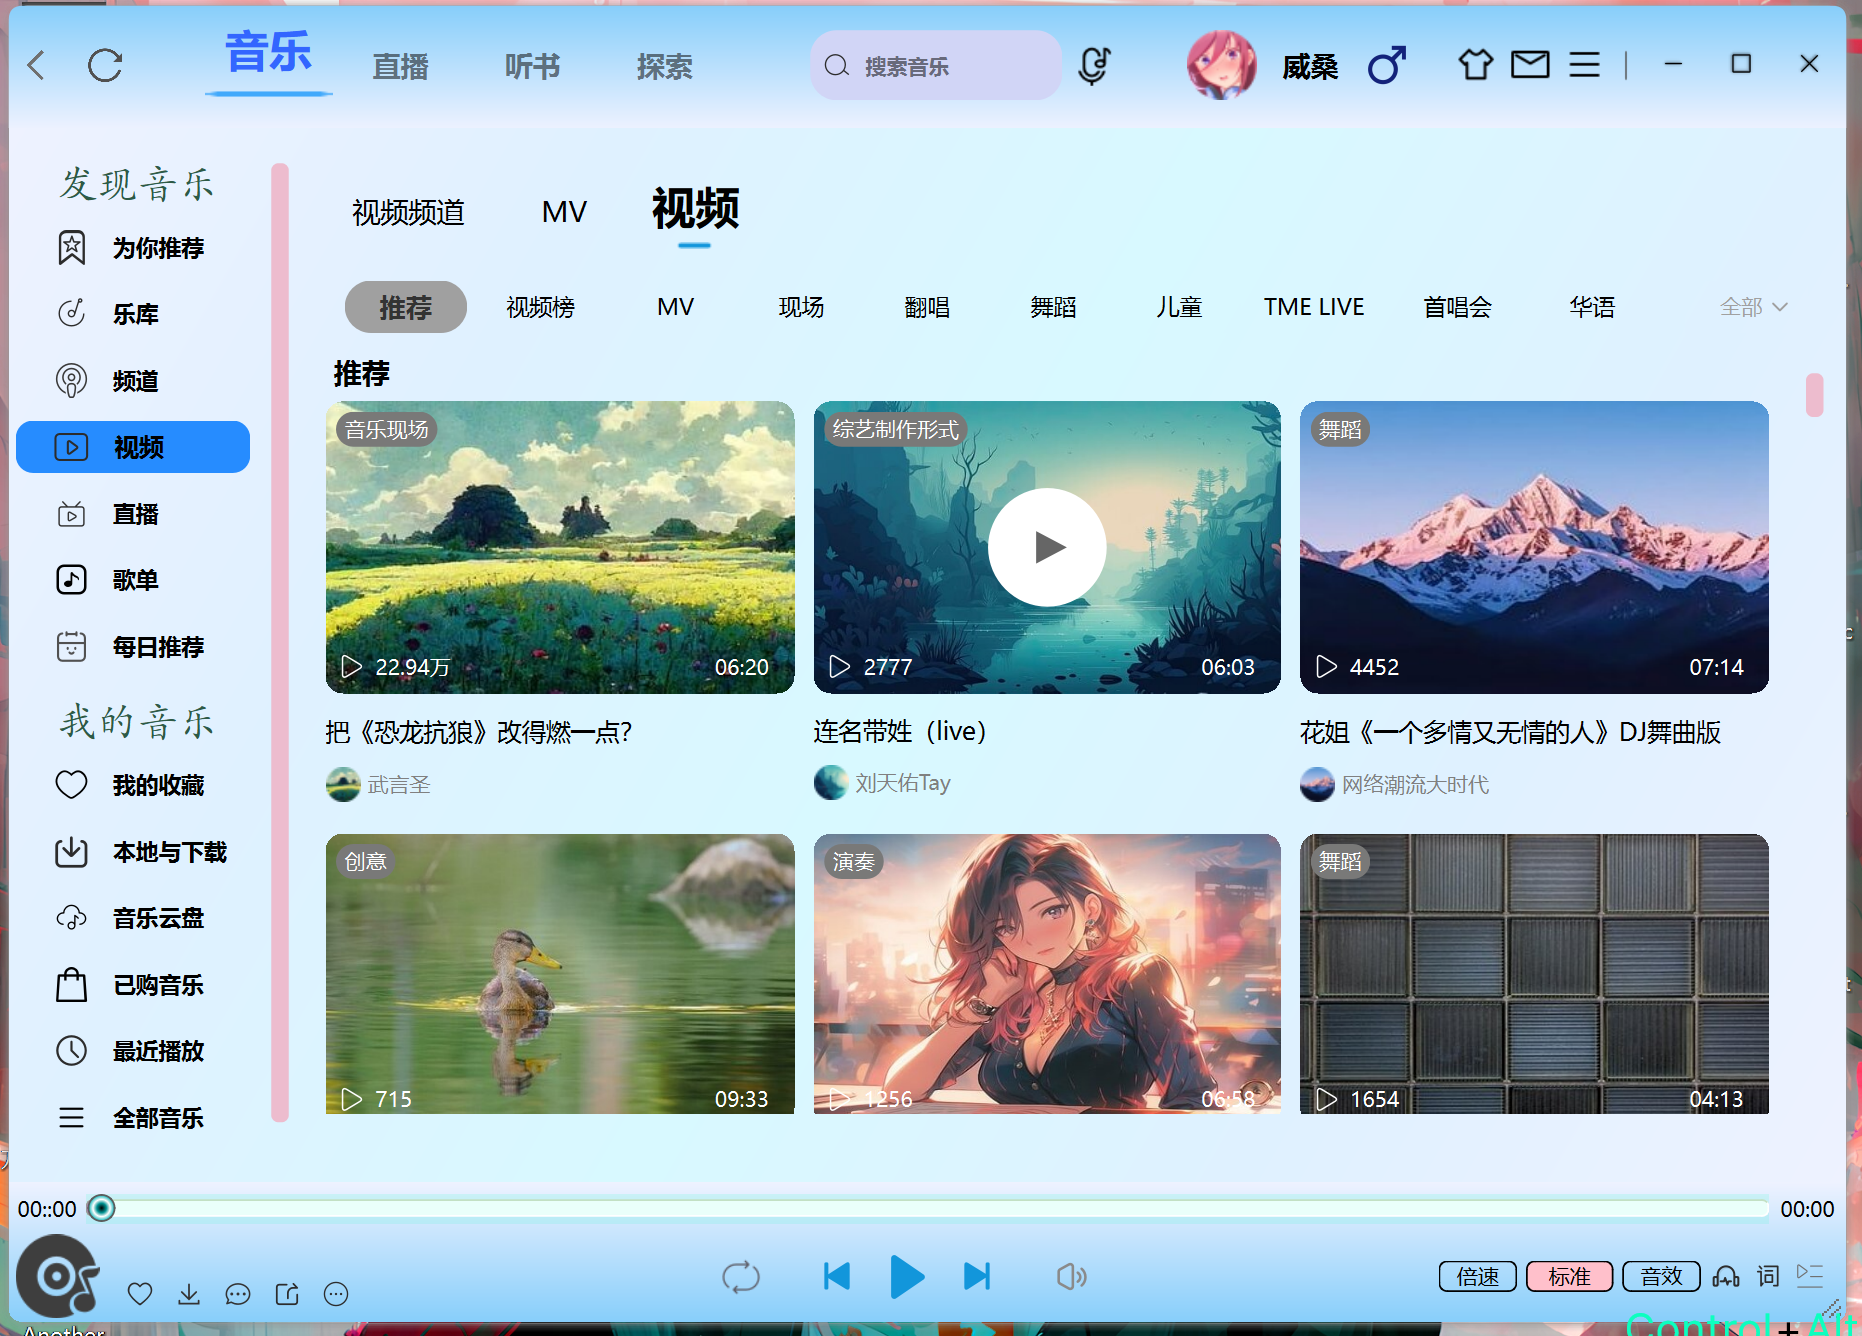 音乐
直播
听书
探索
搜索音乐
威桑
发现音乐
为你推荐
乐库
频道
视频
直播
歌单
每日推荐
我的音乐
我的收藏
本地与下载
音乐云盘
已购音乐
最近播放
全部音乐
视频频道 MV 视频
推荐 视频榜 MV 现场 翻唱 舞蹈 儿童 TME LIVE 首唱会 华语 全部
推荐
音乐现场
22.94万 06:20
把《恐龙抗狼》改得燃一点?
武言圣
综艺制作形式
2777 06:03
连名带姓（live）
刘天佑Tay
舞蹈
4452 07:14
花姐《一个多情又无情的人》DJ舞曲版
网络潮流大时代
创意
715 09:33
演奏
1256 06:58
舞蹈
1654 04:13
00::00 00:00
倍速 标准 音效 词
Another
Control + Alt